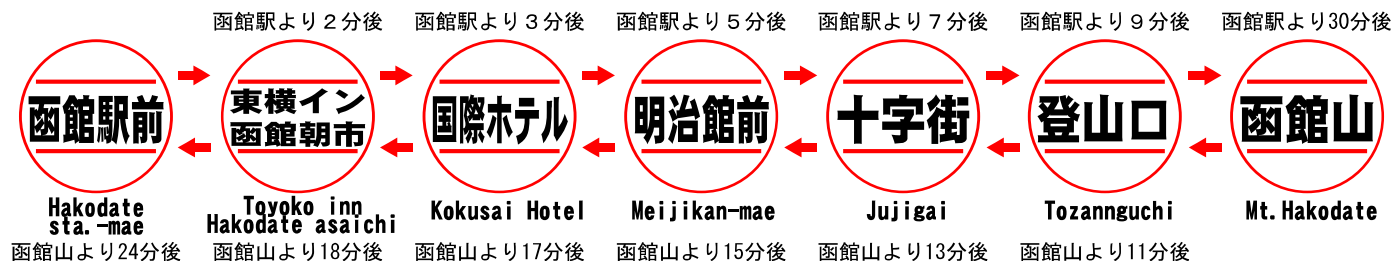 函館駅より２分後
函館駅より３分後
函館駅より５分後
函館駅より７分後
函館駅より９分後
函館駅より30分後
函館駅前
東横イン
函館朝市
国際ホテル
明治館前
十字街
登山口
函館山
Hakodate
sta.-mae
Toyoko inn
Hakodate asaichi
Kokusai Hotel
Meijikan-mae
Jujigai
Tozannguchi
Mt.Hakodate
函館山より24分後
函館山より18分後
函館山より17分後
函館山より15分後
函館山より13分後
函館山より11分後